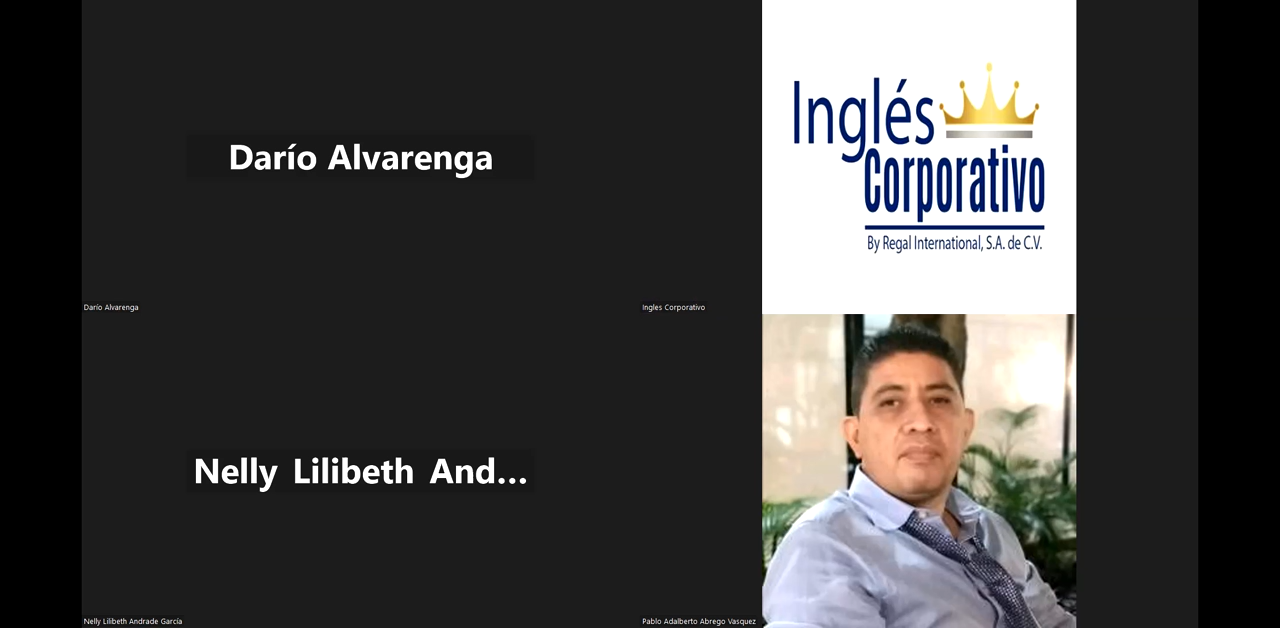 Darío Alvarenga
Darío Alvarenga
Inglés
Corporativo
By Regal International, S.A. de C.V.
Ingles Corporativo
Nelly Lilibeth And...
Nelly Lilibeth Andrade García
Pablo Adalberto Abrego Vasquez